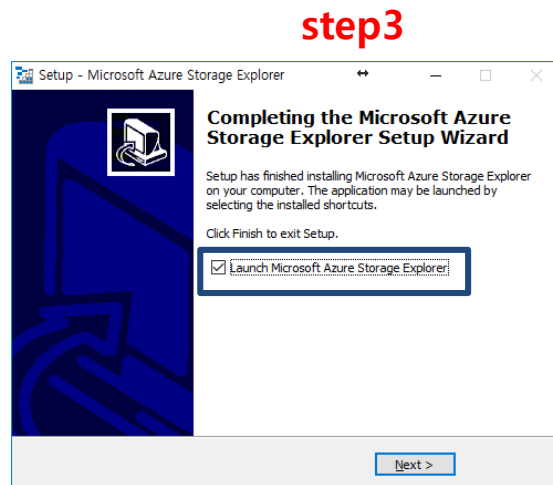 step3
Setup - Microsoft Azure Storage Explorer
Completing the Microsoft Azure
Storage Explorer Setup Wizard
Setup has finished installing Microsoft Azure Storage Explorer
on your computer. The application may be launched by
selecting the installed shortcuts.
Click Finish to exit Setup.
Launch Microsoft Azure Storage Explorer
Next >